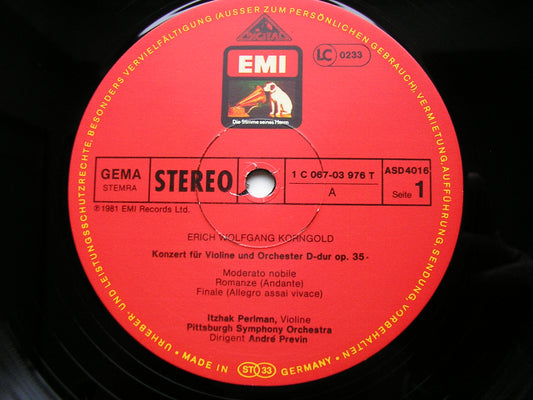 DIGITAL
EMI
LC 0233
Die Stimme seines Herrn
GEMA
STEMRA
STEREO
1 C 067-03 976 T
A
ASD4016
Seite 1
℗1981 EMI Records Ltd.
ERICH WOLFGANG KORNGOLD
Konzert für Violine und Orchester D-dur op. 35 ·
Moderato nobile
Romanze (Andante)
Finale (Allegro assai vivace)
Itzhak Perlman, Violine
Pittsburgh Symphony Orchestra
Dirigent André Previn
URHEBER- UND LEISTUNGSSCHUTZRECHTE, BESONDERS VERVIELFÄLTIGUNG (AUSSER ZUM PERSÖNLICHEN GEBRAUCH), VERMIETUNG, AUFFÜHRUNG, SENDUNG, VORBEHALTEN
• MADE IN ST 33 GERMANY •